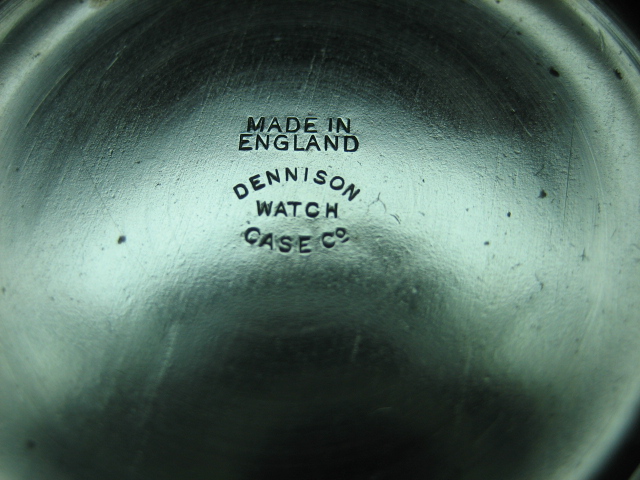 MADE IN
ENGLAND
DENNISON
WATCH
CASE Co